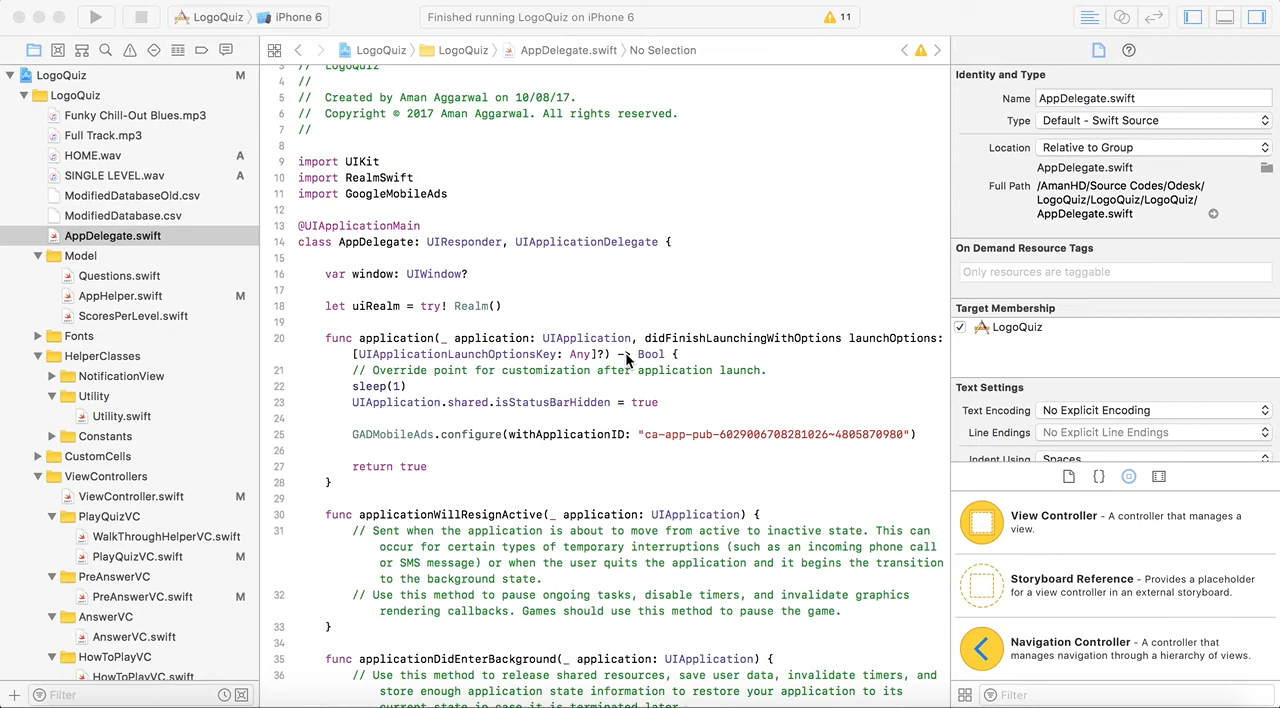 LogoQuiz
iPhone 6
Finished running LogoQuiz on iPhone 6
11
LogoQuiz
LogoQuiz
AppDelegate.swift
No Selection
LogoQuiz M
LogoQuiz
Funky Chill-Out Blues.mp3
Full Track.mp3
HOME.wav A
SINGLE LEVEL.wav A
ModifiedDatabaseOld.csv
ModifiedDatabase.csv
AppDelegate.swift
Model
Questions.swift
AppHelper.swift M
ScoresPerLevel.swift
Fonts
HelperClasses
NotificationView
Utility
Utility.swift
Constants
CustomCells
ViewControllers
ViewController.swift M
PlayQuizVC
WalkThroughHelperVC.swift
PlayQuizVC.swift M
PreAnswerVC
PreAnswerVC.swift M
AnswerVC
AnswerVC.swift
HowToPlayVC
HowToPlayVC.swift
Filter
3 // LogoQuiz
4 //
5 // Created by Aman Aggarwal on 10/08/17.
6 // Copyright © 2017 Aman Aggarwal. All rights reserved.
7 //
8
9 import UIKit
10 import RealmSwift
11 import GoogleMobileAds
12
13 @UIApplicationMain
14 class AppDelegate: UIResponder, UIApplicationDelegate {
15
16 var window: UIWindow?
17
18 let uiRealm = try! Realm()
19
20 func application(_ application: UIApplication, didFinishLaunchingWithOptions launchOptions:
[UIApplicationLaunchOptionsKey: Any]?) -> Bool {
21 // Override point for customization after application launch.
22 sleep(1)
23 UIApplication.shared.isStatusBarHidden = true
24
25 GADMobileAds.configure(withApplicationID: "ca-app-pub-6029006708281026~4805870980")
26
27 return true
28 }
29
30 func applicationWillResignActive(_ application: UIApplication) {
31 // Sent when the application is about to move from active to inactive state. This can
occur for certain types of temporary interruptions (such as an incoming phone call
or SMS message) or when the user quits the application and it begins the transition
to the background state.
32 // Use this method to pause ongoing tasks, disable timers, and invalidate graphics
rendering callbacks. Games should use this method to pause the game.
33 }
34
35 func applicationDidEnterBackground(_ application: UIApplication) {
36 // Use this method to release shared resources, save user data, invalidate timers, and
store enough application state information to restore your application to its
current state in case it is terminated later.
Identity and Type
Name AppDelegate.swift
Type Default - Swift Source
Location Relative to Group
AppDelegate.swift
Full Path /AmanHD/Source Codes/Odesk/
LogoQuiz/LogoQuiz/LogoQuiz/
AppDelegate.swift
On Demand Resource Tags
Only resources are taggable
Target Membership
LogoQuiz
Text Settings
Text Encoding No Explicit Encoding
Line Endings No Explicit Line Endings
Indent Using Spaces
{}
View Controller - A controller that manages a
view.
Storyboard Reference - Provides a placeholder
for a view controller in an external storyboard.
Navigation Controller - A controller that
manages navigation through a hierarchy of views.
Filter